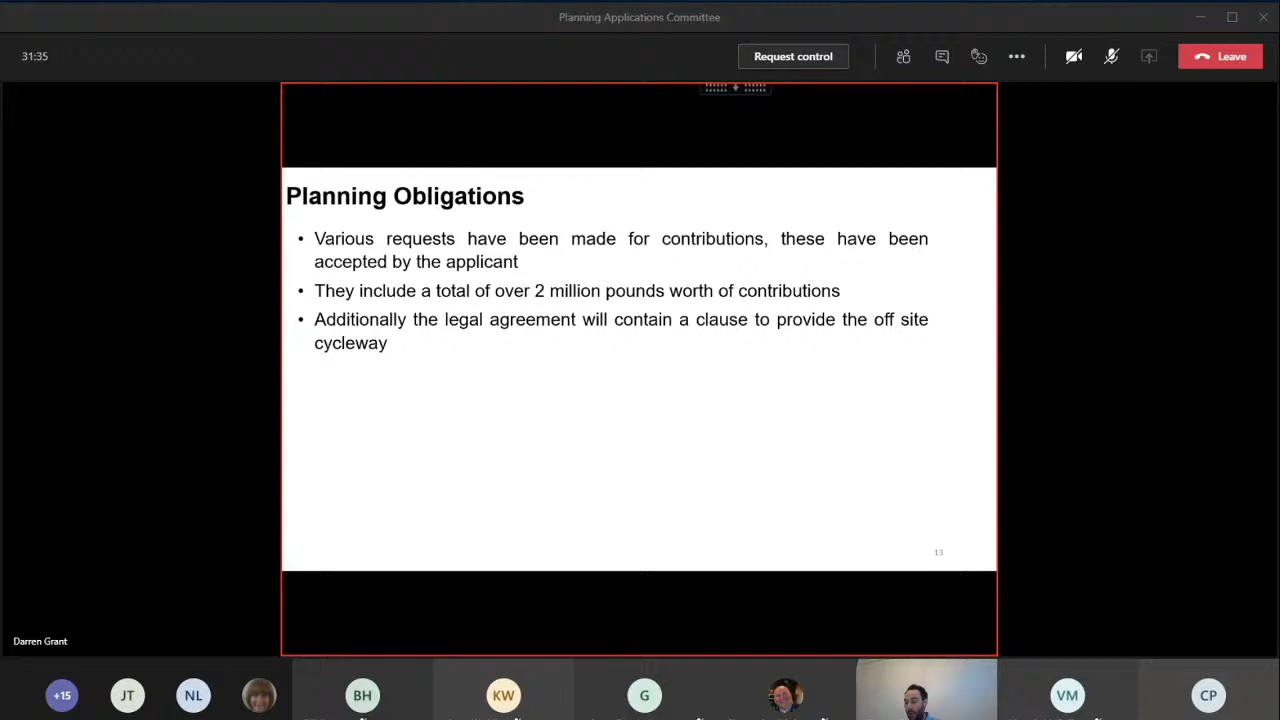 Planning Applications Committee
31:35
Request control
Leave
Planning Obligations
• Various requests have been made for contributions, these have been
accepted by the applicant
• They include a total of over 2 million pounds worth of contributions
• Additionally the legal agreement will contain a clause to provide the off site
cycleway
13
Darren Grant
+15
JT
NL
BH
KW
G
VM
CP